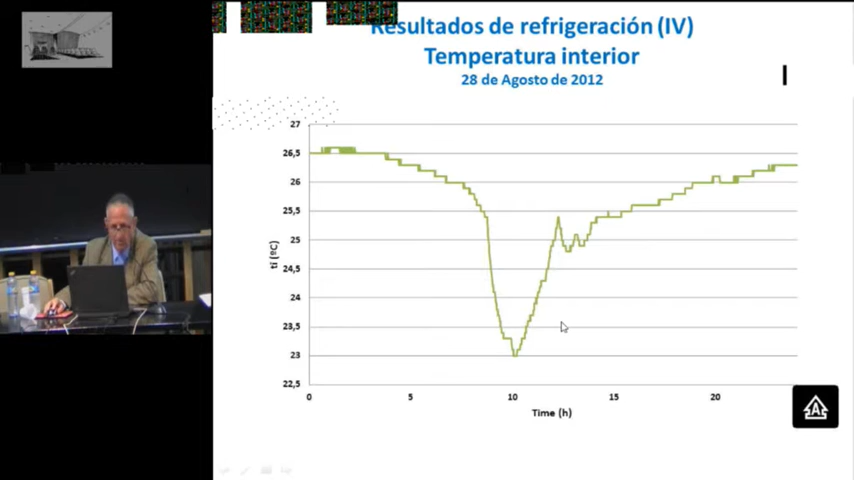 Resultados de refrigeración (IV)
Temperatura interior
28 de Agosto de 2012
27
26,5
26
25,5
25
24,5
24
23,5
23
22,5
ti (ºC)
0
5
10
15
20
Time (h)
A